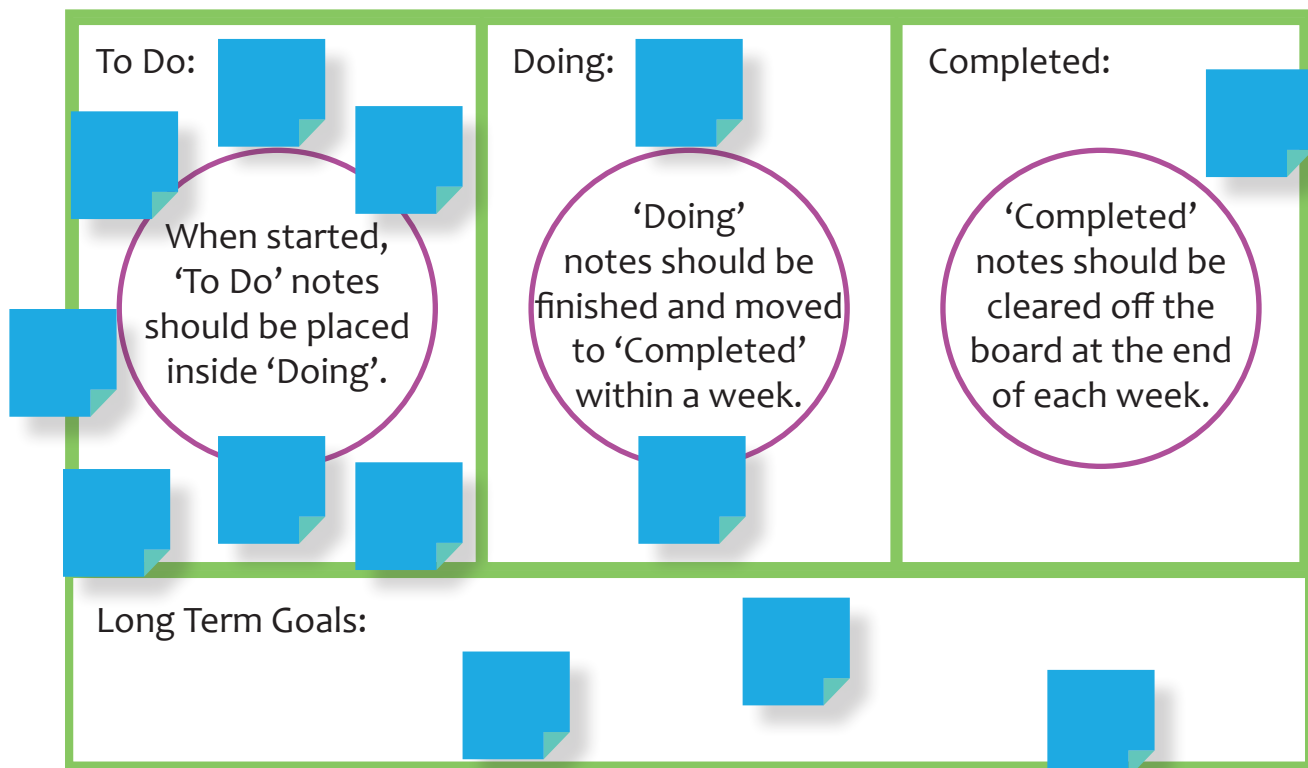 To Do:
When started,
‘To Do’ notes
should be placed
inside ‘Doing’.
Doing:
‘Doing’
notes should be
finished and moved
to ‘Completed’
within a week.
Completed:
‘Completed’
notes should be
cleared off the
board at the end
of each week.
Long Term Goals: